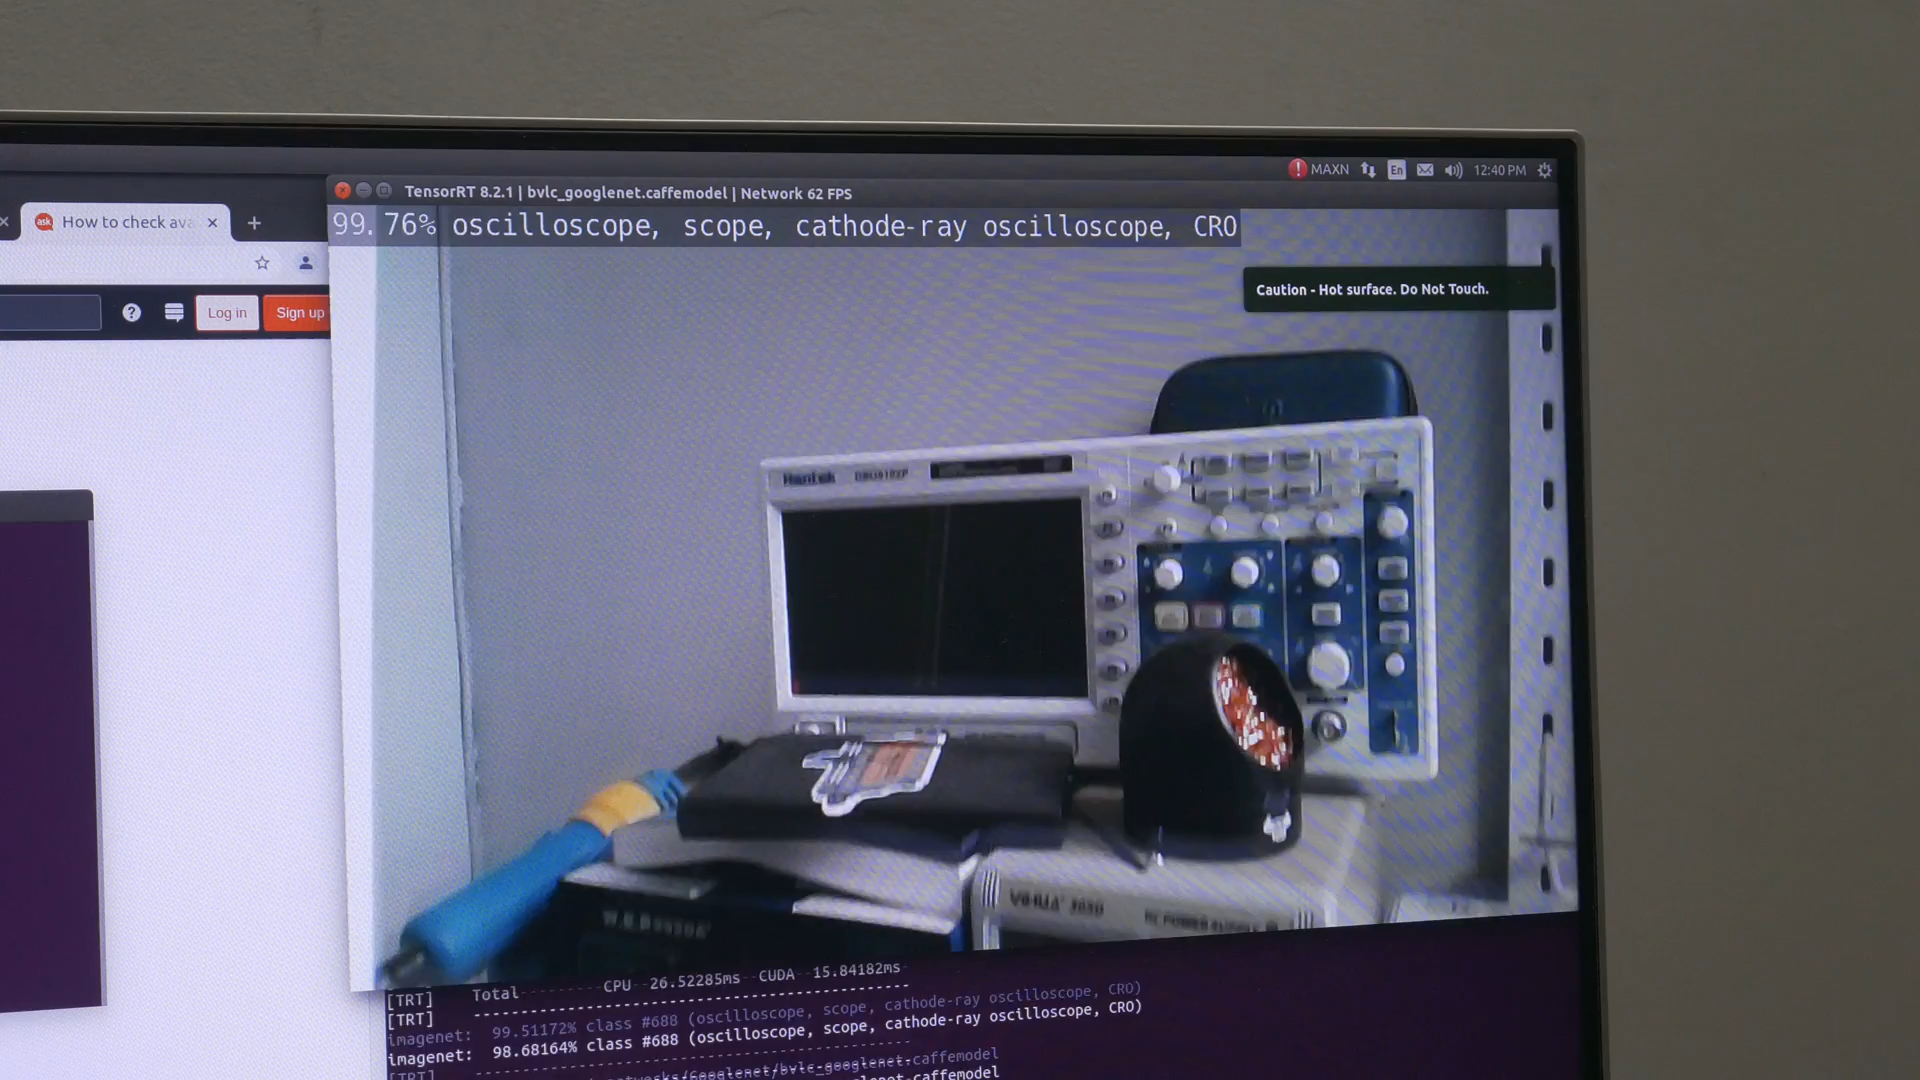 MAXN En 12:40 PM
TensorRT 8.2.1 | bvlc_googlenet.caffemodel | Network 62 FPS
ask How to check ava
99.76% oscilloscope, scope, cathode-ray oscilloscope, CRO
Caution - Hot surface. Do Not Touch.
Log in
Sign up
Hantek
[TRT] Total CPU 26.52285ms CUDA 15.84182ms
[TRT] ----------------------------------------------
imagenet: 99.51172% class #688 (oscilloscope, scope, cathode-ray oscilloscope, CRO)
imagenet: 98.68164% class #688 (oscilloscope, scope, cathode-ray oscilloscope, CRO)
[TRT] ----------------------------------------------